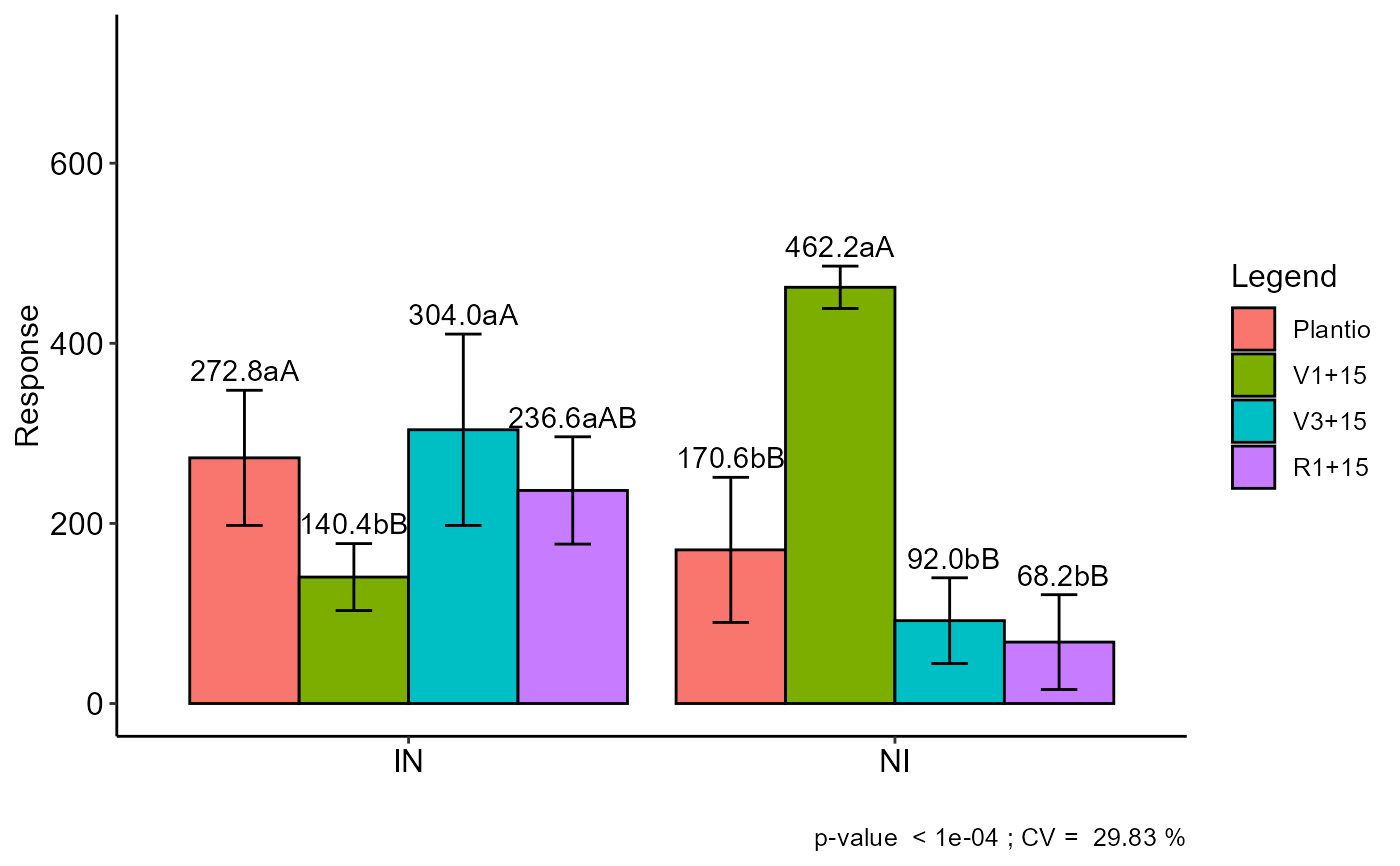 600
400
200
0
Response
272.8aA
140.4bB
304.0aA
236.6aAB
170.6bB
462.2aA
92.0bB
68.2bB
IN
NI
Legend
Plantio
V1+15
V3+15
R1+15
p-value < 1e-04 ; CV = 29.83 %